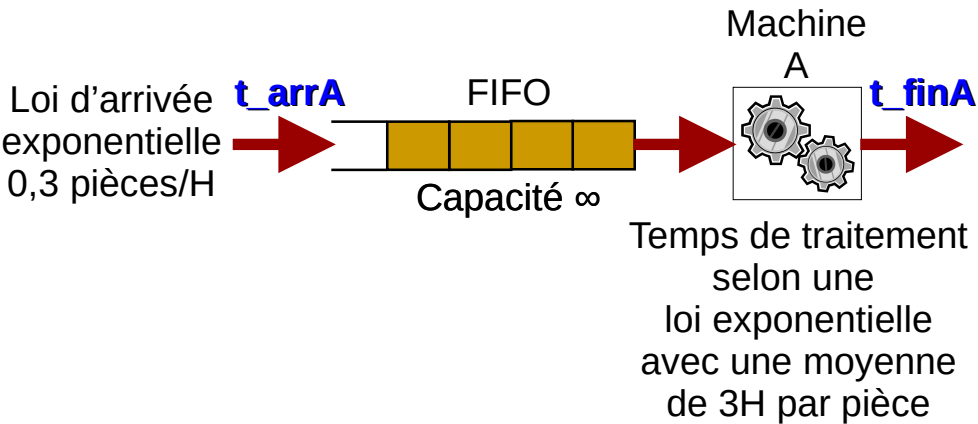 Loi d'arrivée
exponentielle
0,3 pièces/H
t_arrA
FIFO
Capacité ∞
Machine
A
t_finA
Temps de traitement
selon une
loi exponentielle
avec une moyenne
de 3H par pièce